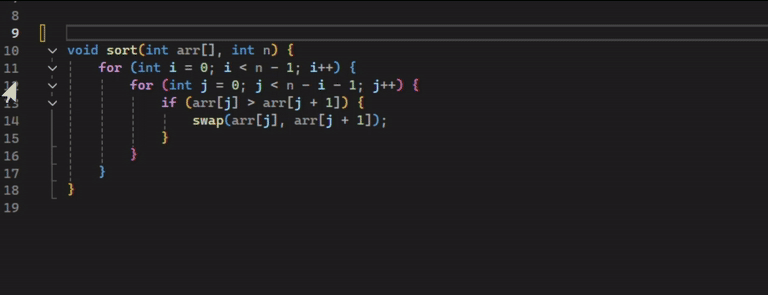 8
9
10 void sort(int arr[], int n) {
11 for (int i = 0; i < n - 1; i++) {
12 for (int j = 0; j < n - i - 1; j++) {
13 if (arr[j] > arr[j + 1]) {
14 swap(arr[j], arr[j + 1]);
15 }
16 }
17 }
18 }
19